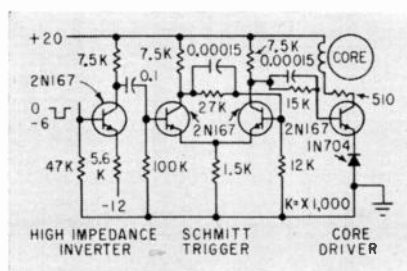 +20
7.5K 7.5K 7.5K CORE
0.00015 0.00015
2N167 0.1 510
0 27K 15K
-6 2N167 2N167
1N704
47K 5.6K 100K 1.5K 12K
-12 K=X1,000
HIGH IMPEDANCE INVERTER
SCHMITT TRIGGER
CORE DRIVER